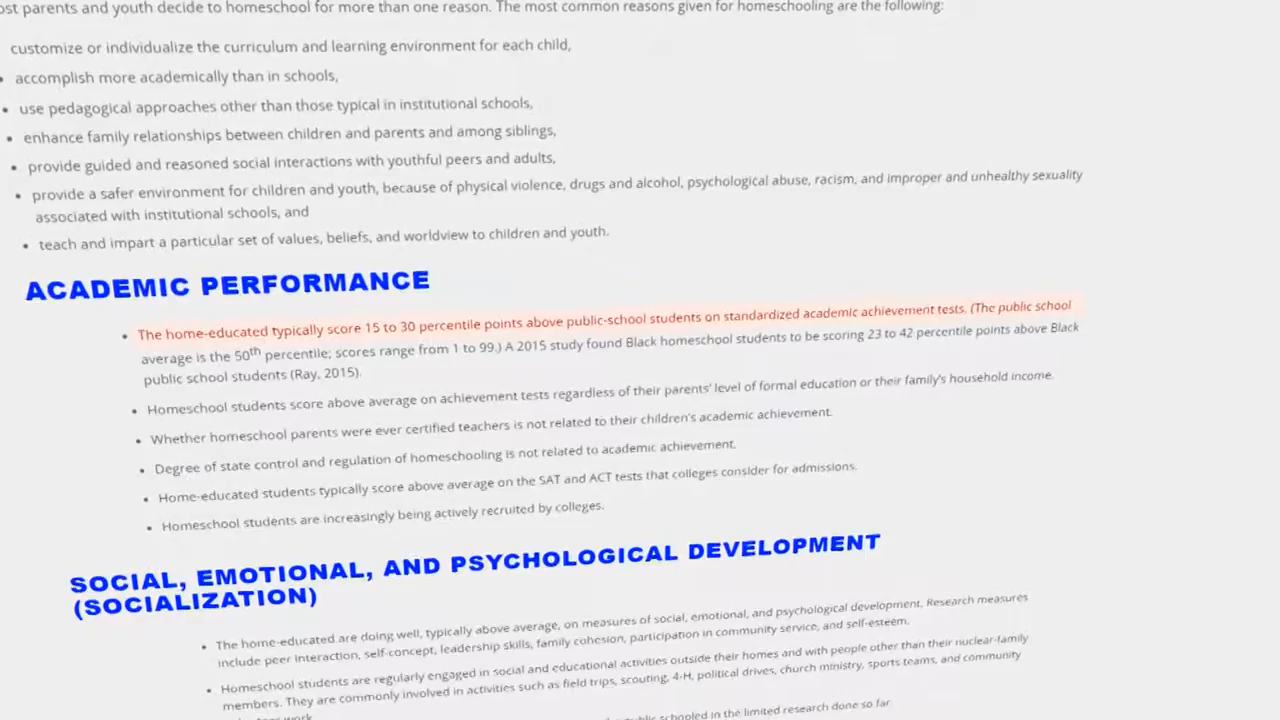 ost parents and youth decide to homeschool for more than one reason. The most common reasons given for homeschooling are the following:
customize or individualize the curriculum and learning environment for each child,
• accomplish more academically than in schools,
• use pedagogical approaches other than those typical in institutional schools,
• enhance family relationships between children and parents and among siblings,
• provide guided and reasoned social interactions with youthful peers and adults,
• provide a safer environment for children and youth, because of physical violence, drugs and alcohol, psychological abuse, racism, and improper and unhealthy sexuality
associated with institutional schools, and
• teach and impart a particular set of values, beliefs, and worldview to children and youth.
ACADEMIC PERFORMANCE
• The home-educated typically score 15 to 30 percentile points above public-school students on standardized academic achievement tests. (The public school
average is the 50th percentile; scores range from 1 to 99.) A 2015 study found Black homeschool students to be scoring 23 to 42 percentile points above Black
public school students (Ray, 2015).
• Homeschool students score above average on achievement tests regardless of their parents' level of formal education or their family's household income.
• Whether homeschool parents were ever certified teachers is not related to their children's academic achievement.
• Degree of state control and regulation of homeschooling is not related to academic achievement.
• Home-educated students typically score above average on the SAT and ACT tests that colleges consider for admissions.
• Homeschool students are increasingly being actively recruited by colleges.
SOCIAL, EMOTIONAL, AND PSYCHOLOGICAL DEVELOPMENT
(SOCIALIZATION)
• The home-educated are doing well, typically above average, on measures of social, emotional, and psychological development. Research measures
include peer interaction, self-concept, leadership skills, family cohesion, participation in community service, and self-esteem.
• Homeschool students are regularly engaged in social and educational activities outside their homes and with people other than their nuclear-family
members. They are commonly involved in activities such as field trips, scouting, 4-H, political drives, church ministry, sports teams, and community
work.
schooled in the limited research done so far